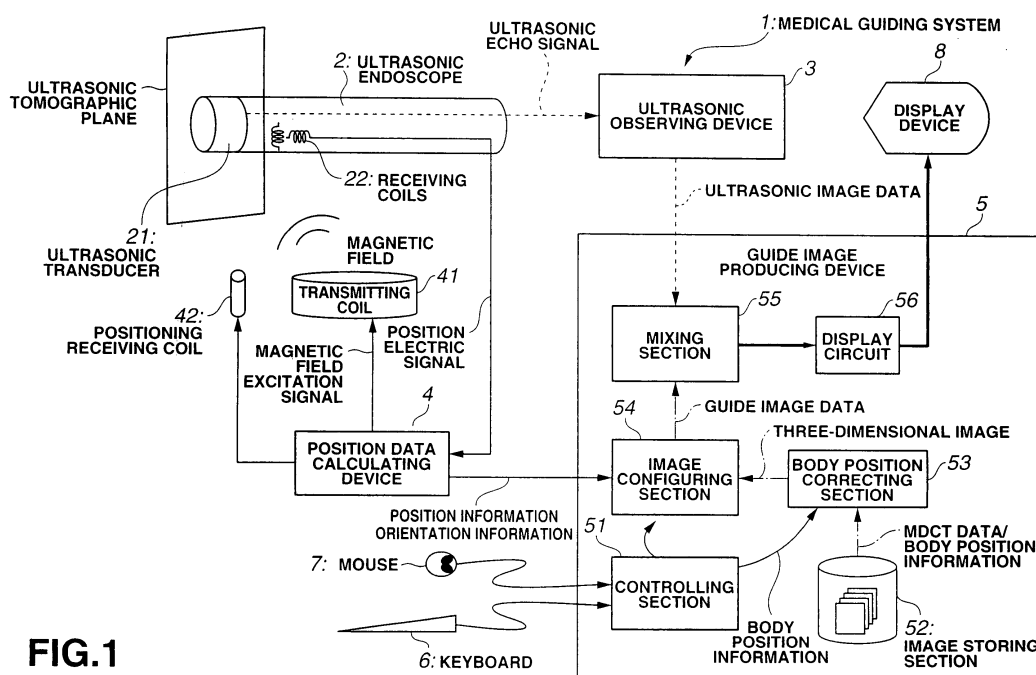 1: MEDICAL GUIDING SYSTEM
ULTRASONIC
ECHO SIGNAL
2: ULTRASONIC
ENDOSCOPE
ULTRASONIC
TOMOGRAPHIC
PLANE
3
ULTRASONIC
OBSERVING DEVICE
8
DISPLAY
DEVICE
22: RECEIVING
COILS
ULTRASONIC IMAGE DATA
21:
ULTRASONIC
TRANSDUCER
MAGNETIC
FIELD
5
GUIDE IMAGE
PRODUCING DEVICE
41
TRANSMITTING
COIL
42:
POSITIONING
RECEIVING COIL
POSITION
ELECTRIC
SIGNAL
MAGNETIC
FIELD
EXCITATION
SIGNAL
55
MIXING
SECTION
56
DISPLAY
CIRCUIT
4
POSITION DATA
CALCULATING
DEVICE
GUIDE IMAGE DATA
54
IMAGE
CONFIGURING
SECTION
THREE-DIMENSIONAL IMAGE
53
BODY POSITION
CORRECTING
SECTION
POSITION INFORMATION
ORIENTATION INFORMATION
51
CONTROLLING
SECTION
MDCT DATA/
BODY POSITION
INFORMATION
7: MOUSE
6: KEYBOARD
BODY
POSITION
INFORMATION
52:
IMAGE STORING
SECTION
FIG.1